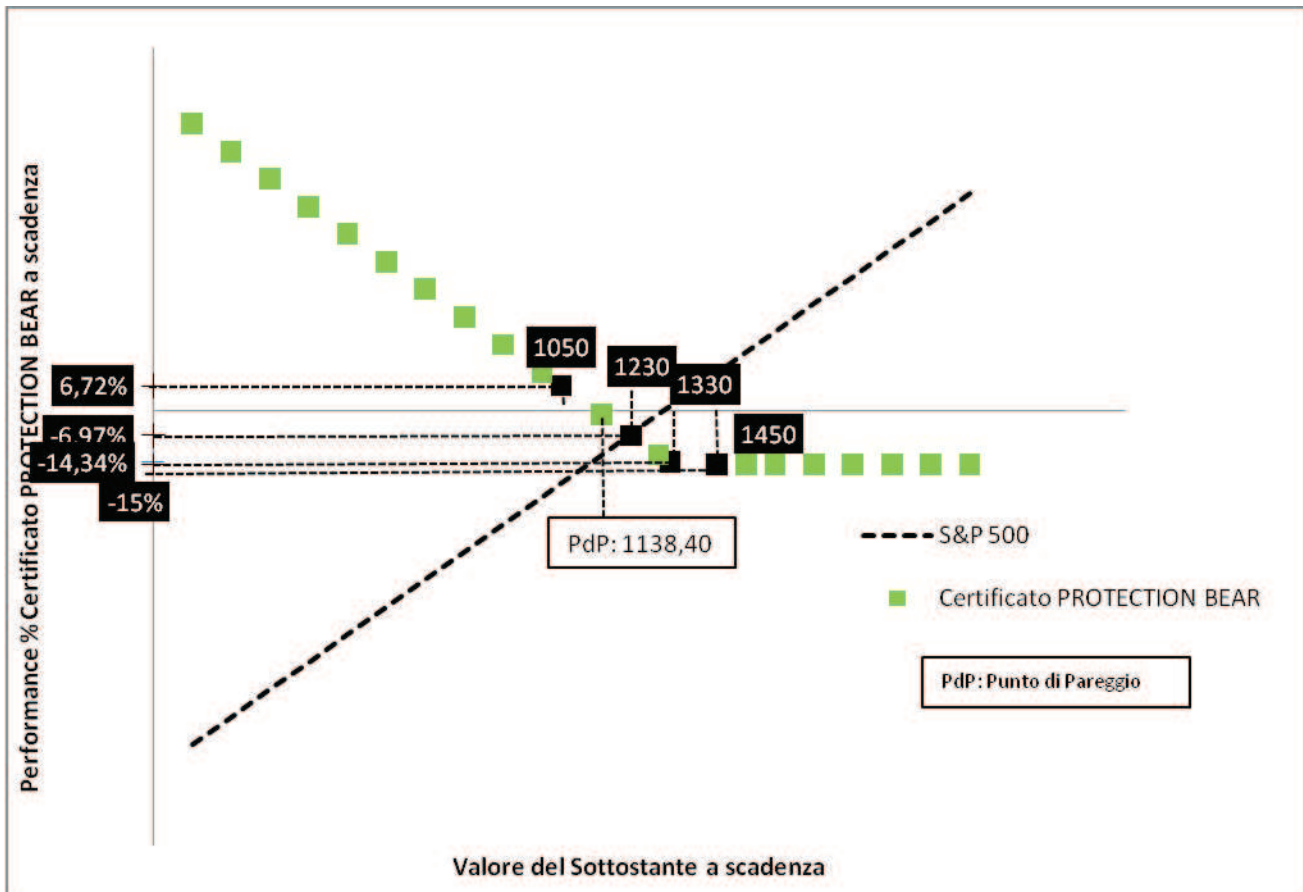 Performance % Certificato PROTECTION BEAR a scadenza
1050
1230
1330
6,72%
1450
-6,97%
-14,34%
-15%
PdP: 1138,40
S&P 500
Certificato PROTECTION BEAR
PdP: Punto di Pareggio
Valore del Sottostante a scadenza